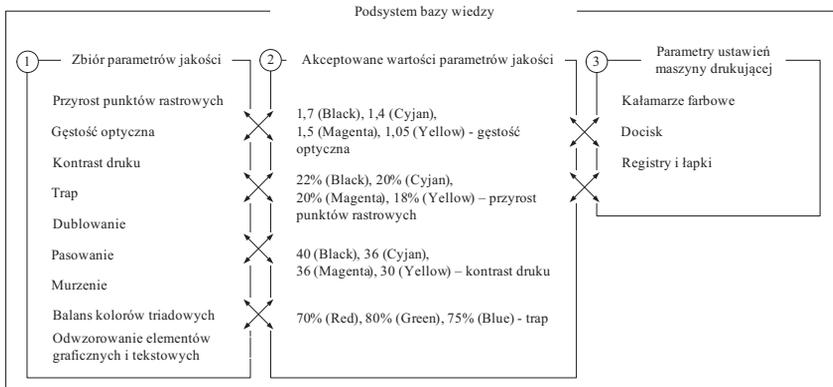 Podsystem bazy wiedzy
1
Zbiór parametrów jakości
Przyrost punktów rastrowych
Gęstość optyczna
Kontrast druku
Trap
Dublowanie
Pasowanie
Murzenie
Balans kolorów triadowych
Odwzorowanie elementów
graficznych i tekstowych
2
Akceptowane wartości parametrów jakości
1,7 (Black), 1,4 (Cyjan),
1,5 (Magenta), 1,05 (Yellow) - gęstość
optyczna
22% (Black), 20% (Cyjan),
20% (Magenta), 18% (Yellow) – przyrost
punktów rastrowych
40 (Black), 36 (Cyjan),
36 (Magenta), 30 (Yellow) – kontrast druku
70% (Red), 80% (Green), 75% (Blue) - trap
3
Parametry ustawień
maszyny drukującej
Kałamarze farbowe
Docisk
Registry i łapki